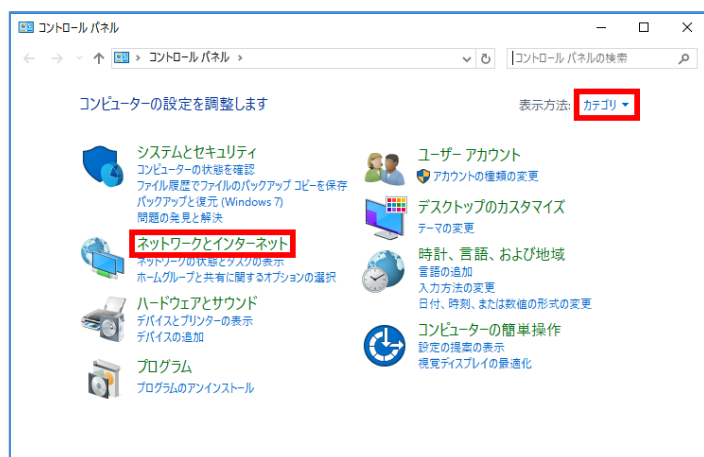 コントロール パネル
コントロール パネル
コントロール パネルの検索
コンピューターの設定を調整します
表示方法: カテゴリ
システムとセキュリティ
コンピューターの状態を確認
ファイル履歴でファイルのバックアップ コピーを保存
バックアップと復元 (Windows 7)
問題の発見と解決
ネットワークとインターネット
ネットワークの状態とタスクの表示
ホームグループと共有に関するオプションの選択
ハードウェアとサウンド
デバイスとプリンターの表示
デバイスの追加
プログラム
プログラムのアンインストール
ユーザー アカウント
アカウントの種類の変更
デスクトップのカスタマイズ
テーマの変更
時計、言語、および地域
言語の追加
入力方法の変更
日付、時刻、または数値の形式の変更
コンピューターの簡単操作
設定の提案の表示
視覚ディスプレイの最適化